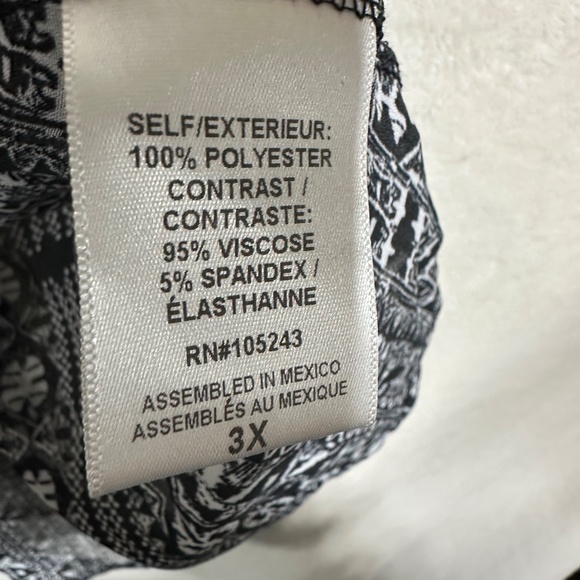 SELF/EXTERIEUR:
100% POLYESTER
CONTRAST /
CONTRASTE:
95% VISCOSE
5% SPANDEX /
ÉLASTHANNE
RN#105243
ASSEMBLED IN MEXICO
ASSEMBLÉS AU MEXIQUE
3X